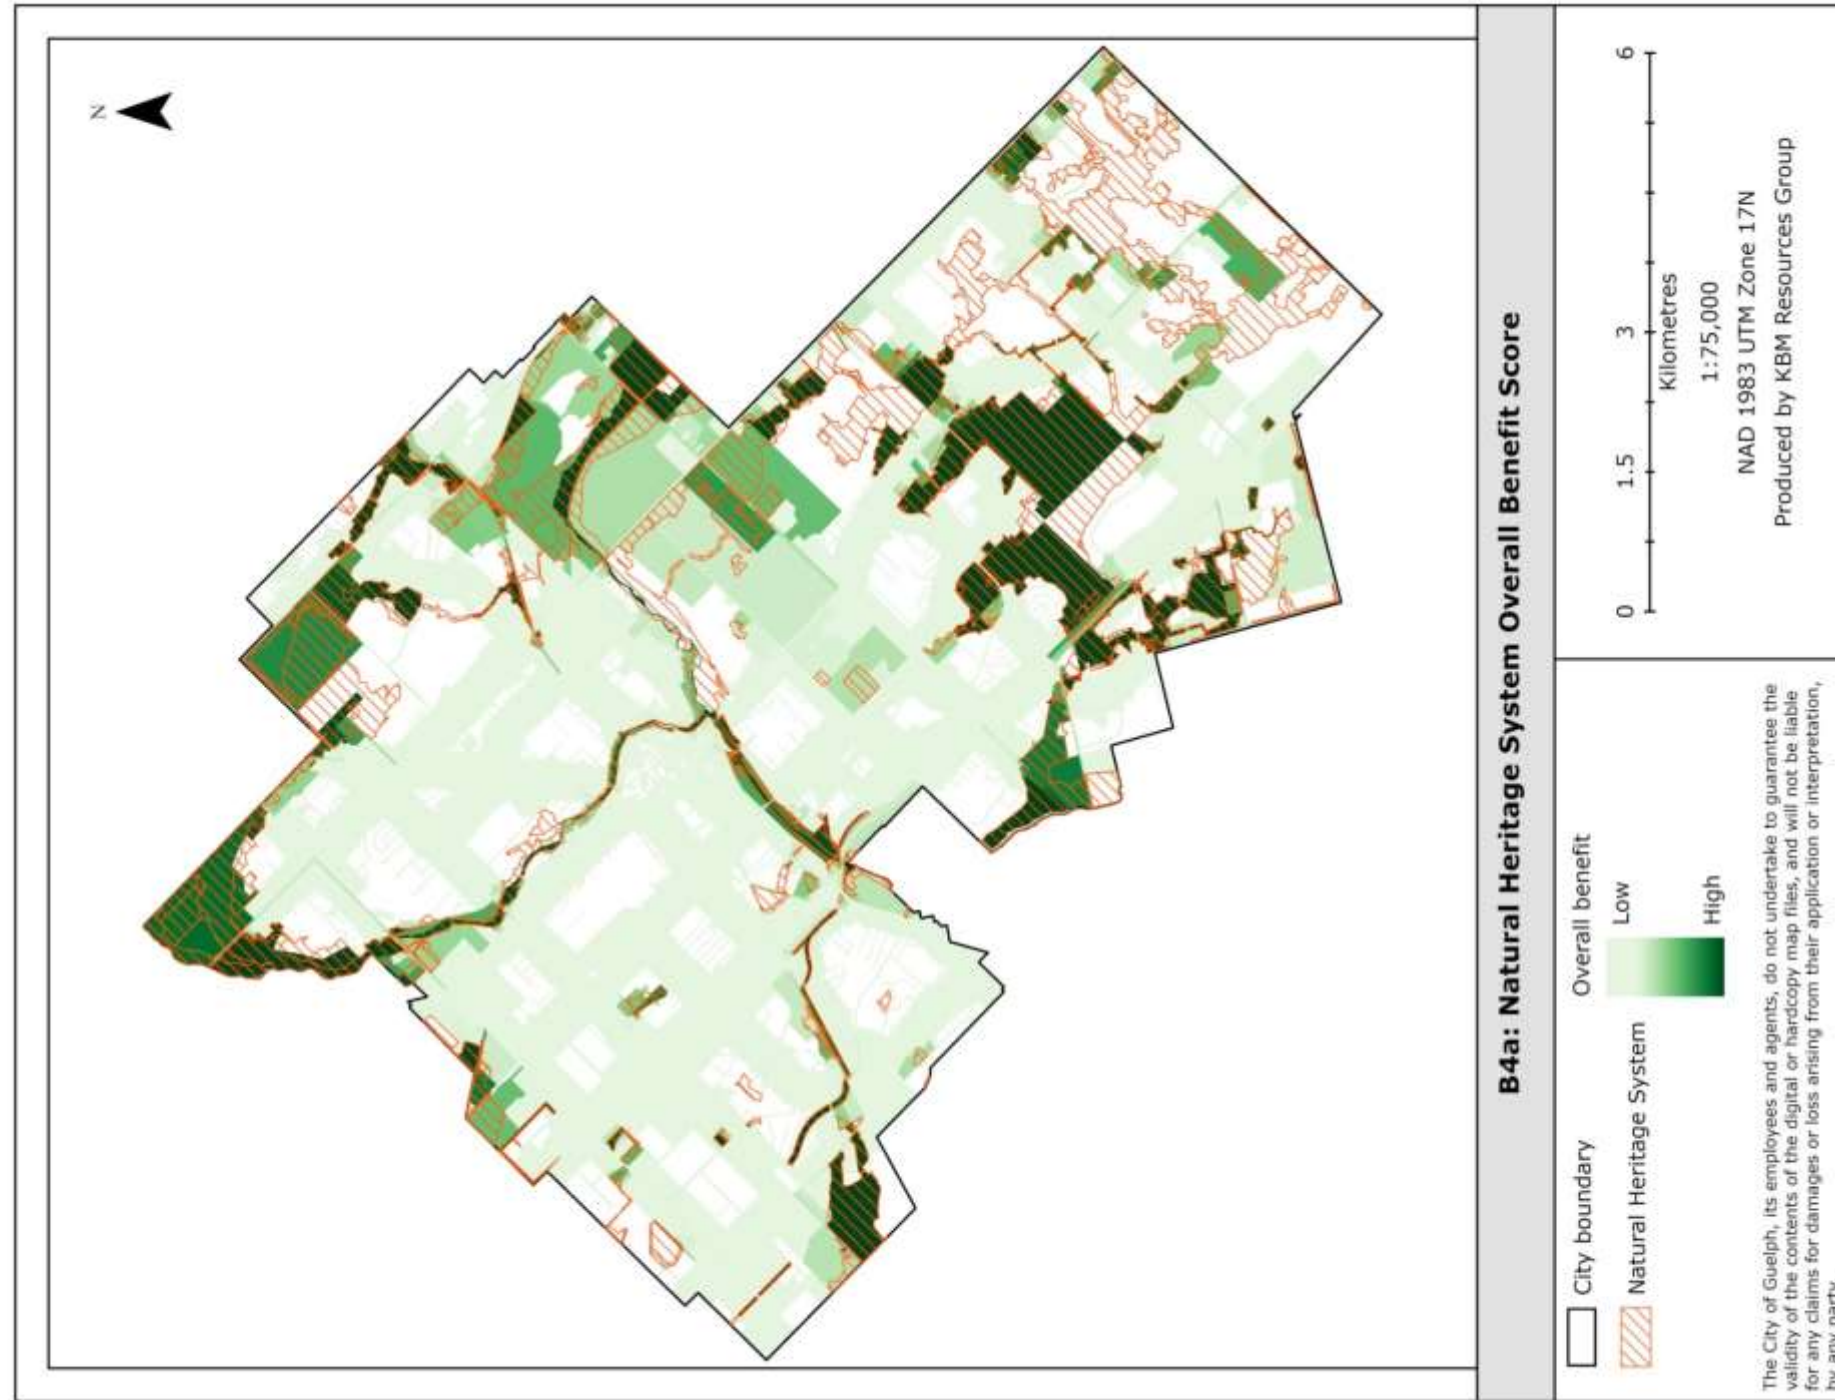 N
B4a: Natural Heritage System Overall Benefit Score
City boundary
Natural Heritage System
Overall benefit
Low
High
The City of Guelph, its employees and agents, do not undertake to guarantee the
validity of the contents of the digital or hardcopy map files, and will not be liable
for any claims for damages or loss arising from their application or interpretation,
by any party
0 1.5 3 6
Kilometres
1:75,000
NAD 1983 UTM Zone 17N
Produced by KBM Resources Group